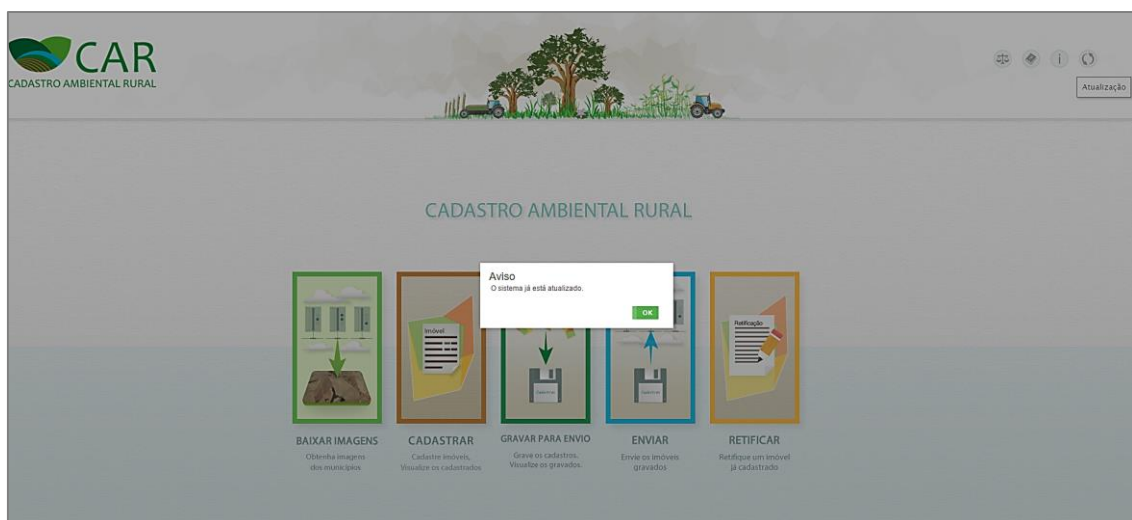 CAR
CADASTRO AMBIENTAL RURAL
i
Atualização
CADASTRO AMBIENTAL RURAL
Aviso
O sistema já está atualizado.
OK
Imóvel
Retificação
BAIXAR IMAGENS
Obtenha imagens
dos municípios
CADASTRAR
Cadastre imóveis,
Visualize os cadastrados
GRAVAR PARA ENVIO
Grave os cadastros.
Visualize os gravados.
ENVIAR
Envie os imóveis
gravados
RETIFICAR
Retifique um imóvel
já cadastrado